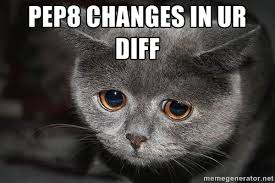 PEP8 CHANGES IN UR
DIFF
memegenerator.net